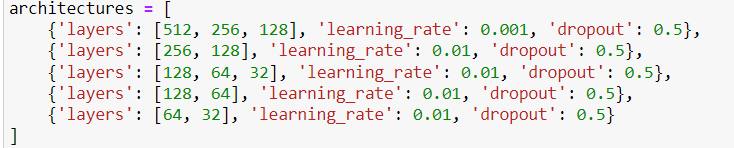 architectures = [
    {'layers': [512, 256, 128], 'learning_rate': 0.001, 'dropout': 0.5},
    {'layers': [256, 128], 'learning_rate': 0.01, 'dropout': 0.5},
    {'layers': [128, 64, 32], 'learning_rate': 0.01, 'dropout': 0.5},
    {'layers': [128, 64], 'learning_rate': 0.01, 'dropout': 0.5},
    {'layers': [64, 32], 'learning_rate': 0.01, 'dropout': 0.5}
]